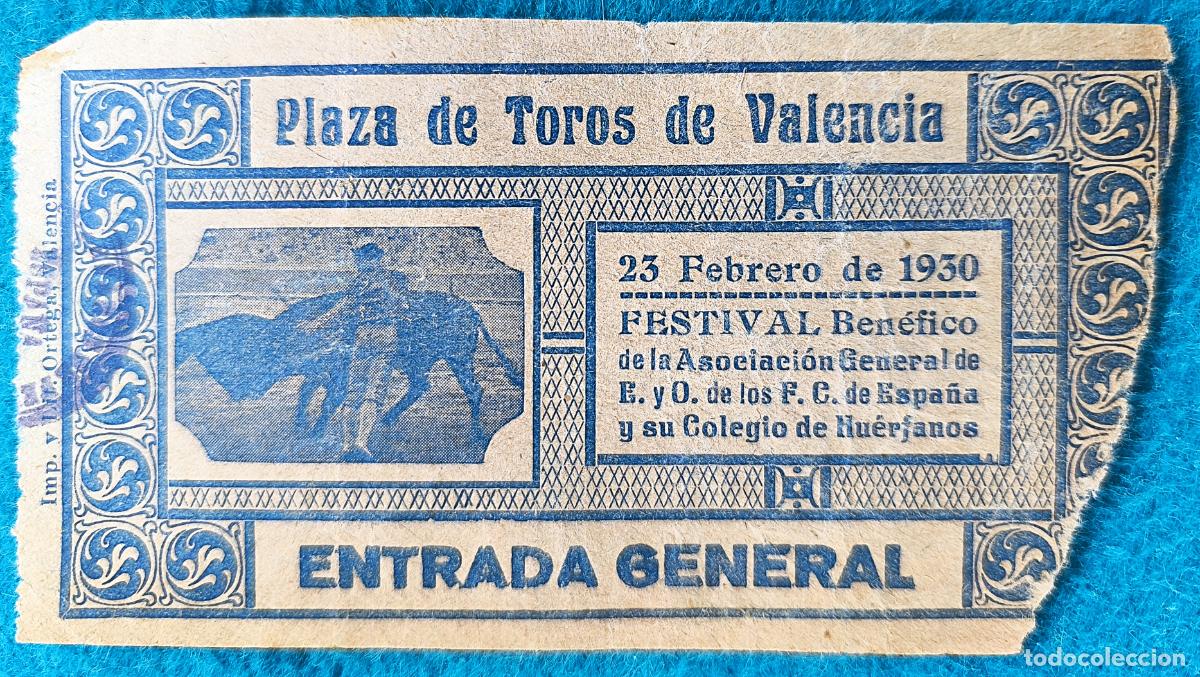 Plaza de Toros de Valencia
23 Febrero de 1930
FESTIVAL Benéfico
de la Asociación General de
E. y O. de los F. C. de España
y su Colegio de Huérfanos
ENTRADA GENERAL
Imp. y Lit. Ortega, Valencia
todocoleccion